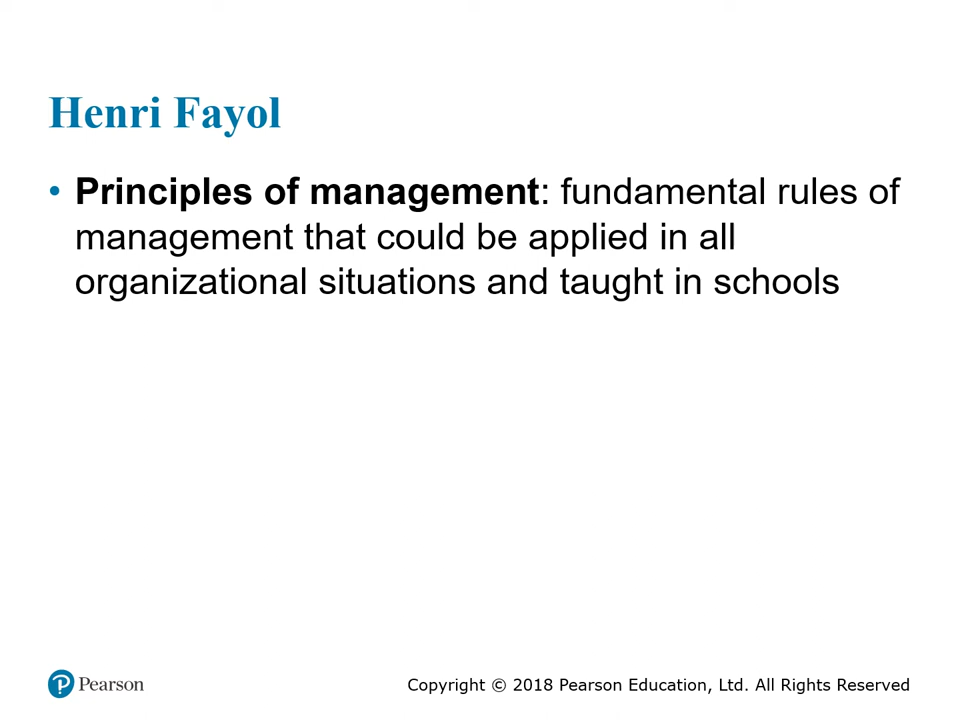 Henri Fayol
• Principles of management: fundamental rules of
management that could be applied in all
organizational situations and taught in schools
Pearson
Copyright © 2018 Pearson Education, Ltd. All Rights Reserved